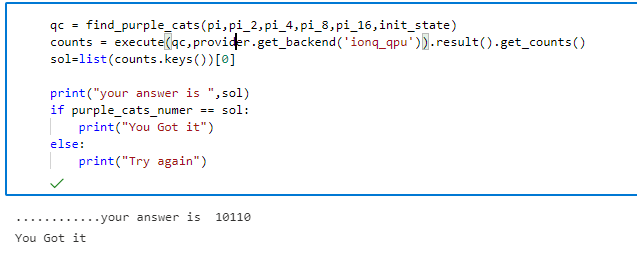 qc = find_purple_cats(pi,pi_2,pi_4,pi_8,pi_16,init_state)
counts = execute(qc,provider.get_backend('ionq_qpu')).result().get_counts()
sol=list(counts.keys())[0]
print("your answer is ",sol)
if purple_cats_numer == sol:
    print("You Got it")
else:
    print("Try again")
............your answer is  10110
You Got it